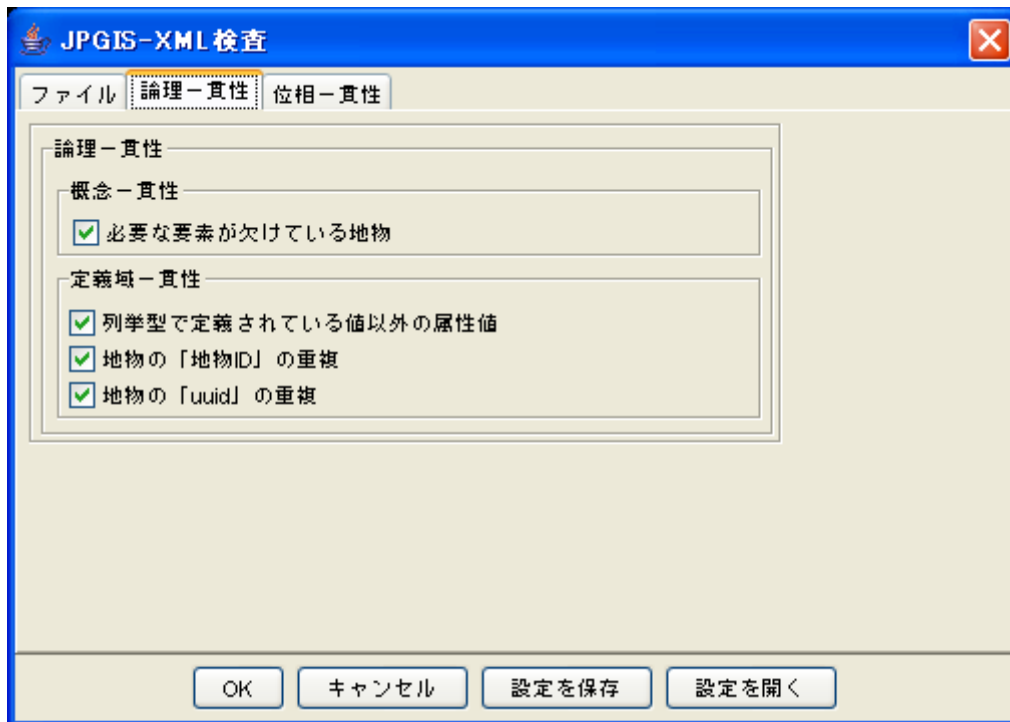 JPGIS-XML検査
ファイル 論理一貫性 位相一貫性
論理一貫性
概念一貫性
必要な要素が欠けている地物
定義域一貫性
列挙型で定義されている値以外の属性値
地物の「地物ID」の重複
地物の「uuid」の重複
OK キャンセル 設定を保存 設定を開く